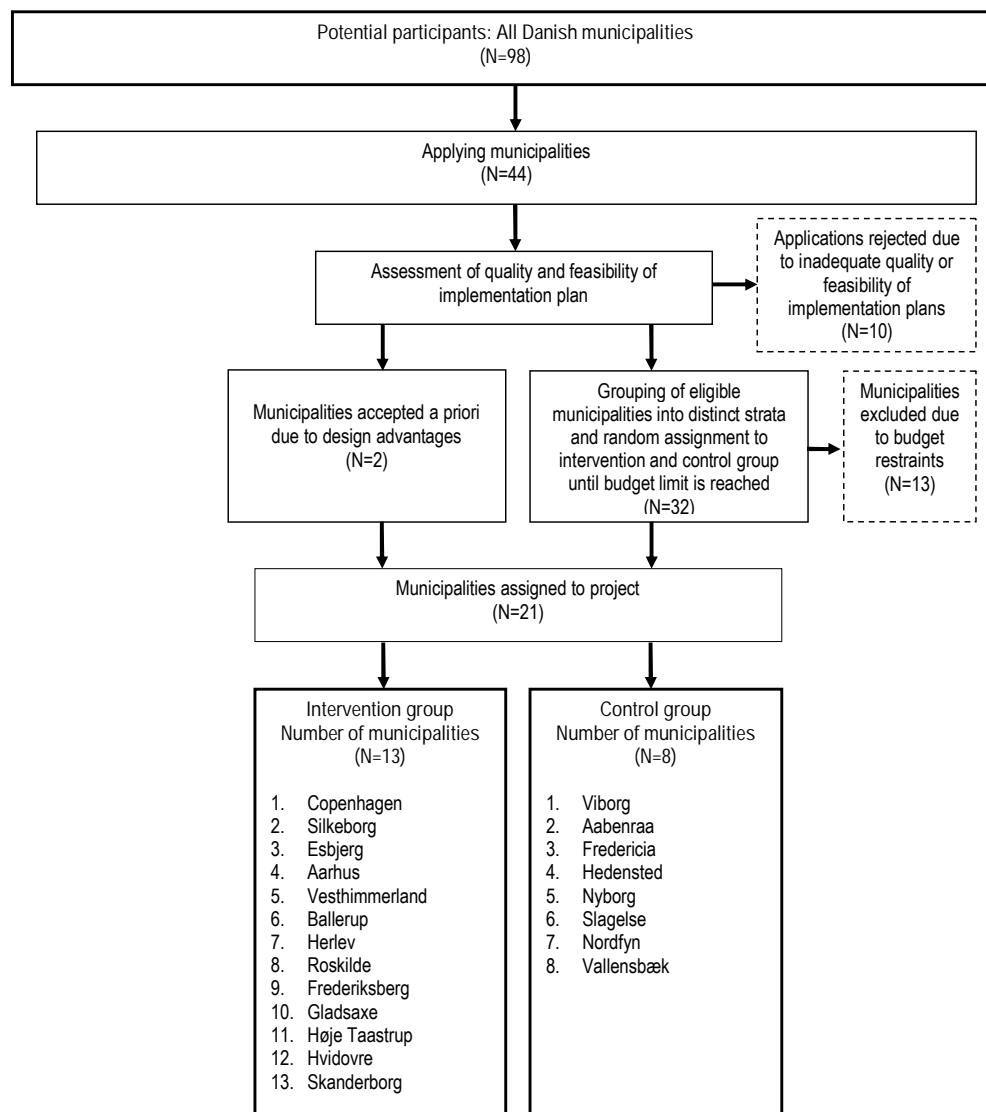 Potential participants: All Danish municipalities
(N=98)
Applying municipalities
(N=44)
Assessment of quality and feasibility of
implementation plan
Applications rejected due
to inadequate quality or
feasibility of
implementation plans
(N=10)
Municipalities accepted a priori
due to design advantages
(N=2)
Grouping of eligible
municipalities into distinct strata
and random assignment to
intervention and control group
until budget limit is reached
(N=32)
Municipalities
excluded due
to budget
restraints
(N=13)
Municipalities assigned to project
(N=21)
Intervention group
Number of municipalities
(N=13)
1. Copenhagen
2. Silkeborg
3. Esbjerg
4. Aarhus
5. Vesthimmerland
6. Ballerup
7. Herlev
8. Roskilde
9. Frederiksberg
10. Gladsaxe
11. Høje Taastrup
12. Hvidovre
13. Skanderborg
Control group
Number of municipalities
(N=8)
1. Viborg
2. Aabenraa
3. Fredericia
4. Hedensted
5. Nyborg
6. Slagelse
7. Nordfyn
8. Vallensbæk